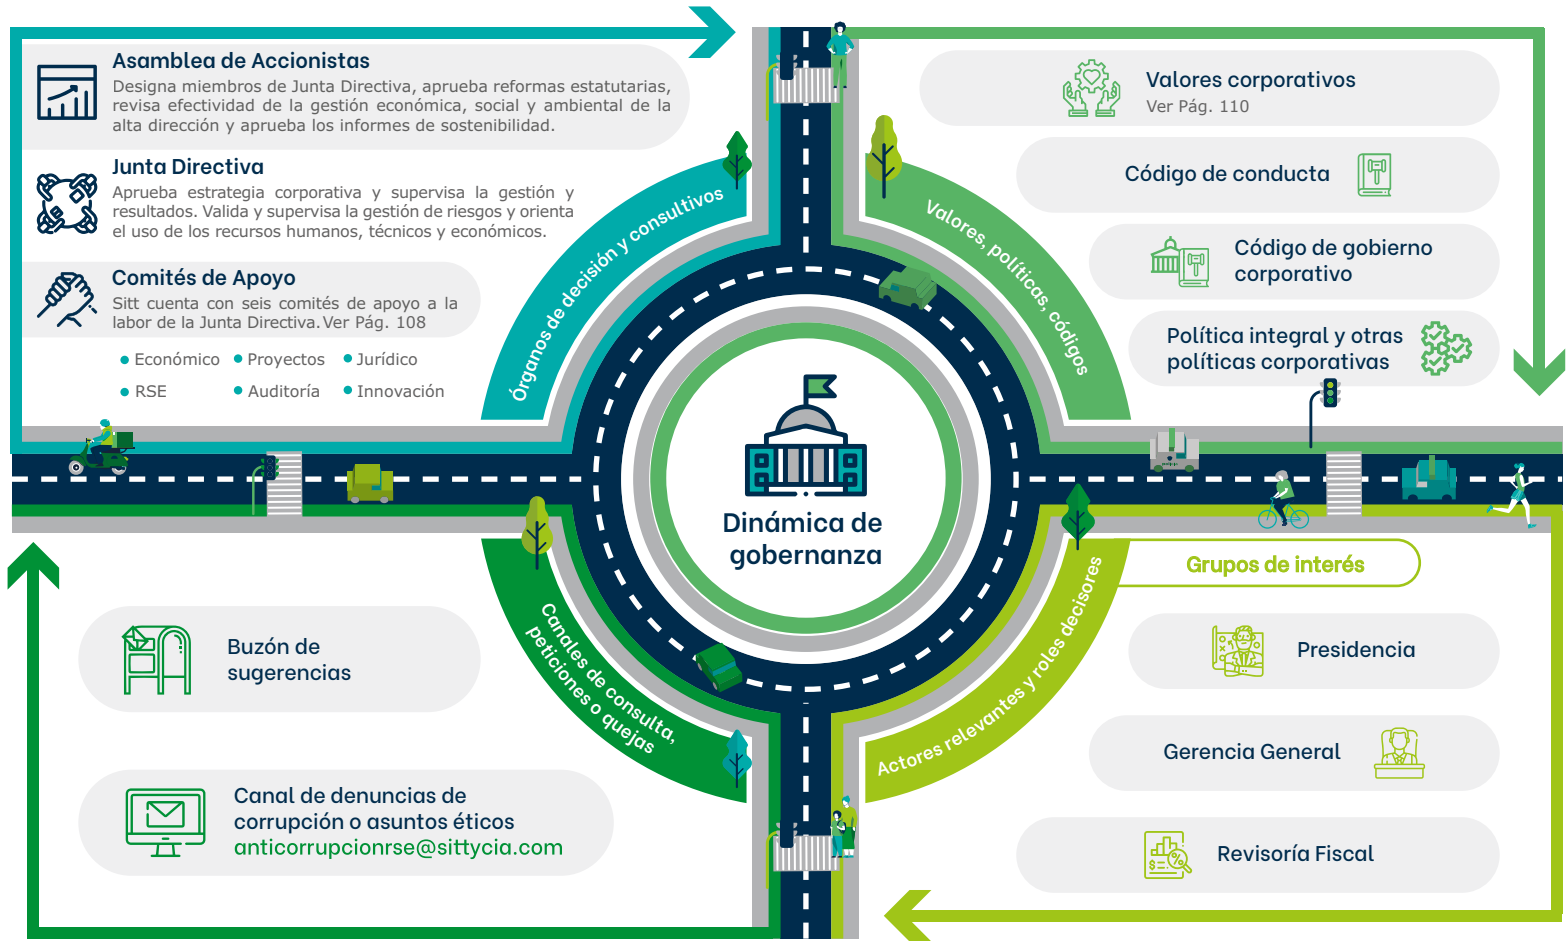 Asamblea de Accionistas
Designa miembros de Junta Directiva, aprueba reformas estatutarias,
revisa efectividad de la gestión económica, social y ambiental de la
alta dirección y aprueba los informes de sostenibilidad.
Junta Directiva
Aprueba estrategia corporativa y supervisa la gestión y
resultados. Valida y supervisa la gestión de riesgos y orienta
el uso de los recursos humanos, técnicos y económicos.
Comités de Apoyo
Sitt cuenta con seis comités de apoyo a la
labor de la Junta Directiva. Ver Pág. 108
• Económico • Proyectos • Jurídico
• RSE • Auditoría • Innovación
Órganos de decisión y consultivos
Valores, políticas, códigos
Valores corporativos
Ver Pág. 110
Código de conducta
Código de gobierno
corporativo
Política integral y otras
políticas corporativas
Dinámica de
gobernanza
Canales de consulta,
peticiones o quejas
Buzón de
sugerencias
Canal de denuncias de
corrupción o asuntos éticos
anticorrupcionrse@sittycia.com
Actores relevantes y roles decisores
Grupos de interés
Presidencia
Gerencia General
Revisoría Fiscal